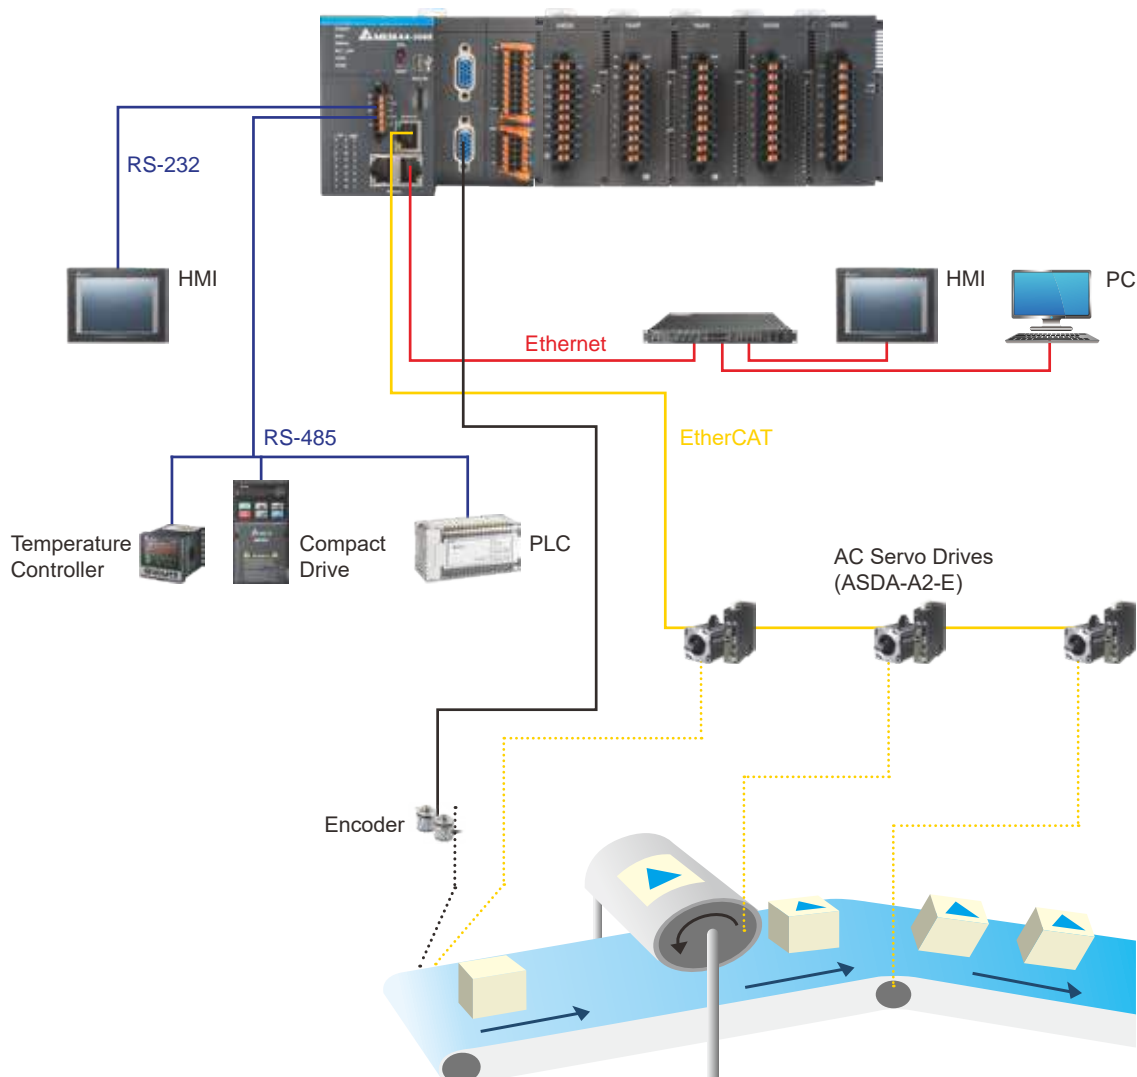 RS-232
HMI
HMI
PC
Ethernet
RS-485
EtherCAT
Temperature
Controller
Compact
Drive
PLC
AC Servo Drives
(ASDA-A2-E)
Encoder